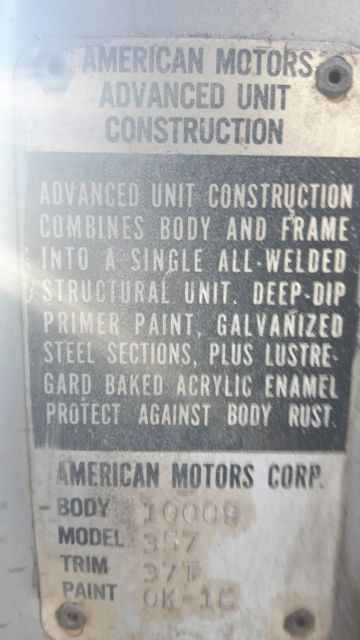 AMERICAN MOTORS
ADVANCED UNIT
CONSTRUCTION
ADVANCED UNIT CONSTRUCTION
COMBINES BODY AND FRAME
INTO A SINGLE ALL-WELDED
STRUCTURAL UNIT. DEEP-DIP
PRIMER PAINT, GALVANIZED
STEEL SECTIONS, PLUS LUSTRE-
GARD BAKED ACRYLIC ENAMEL
PROTECT AGAINST BODY RUST.
AMERICAN MOTORS CORP.
BODY 10009
MODEL 357
TRIM 37T
PAINT